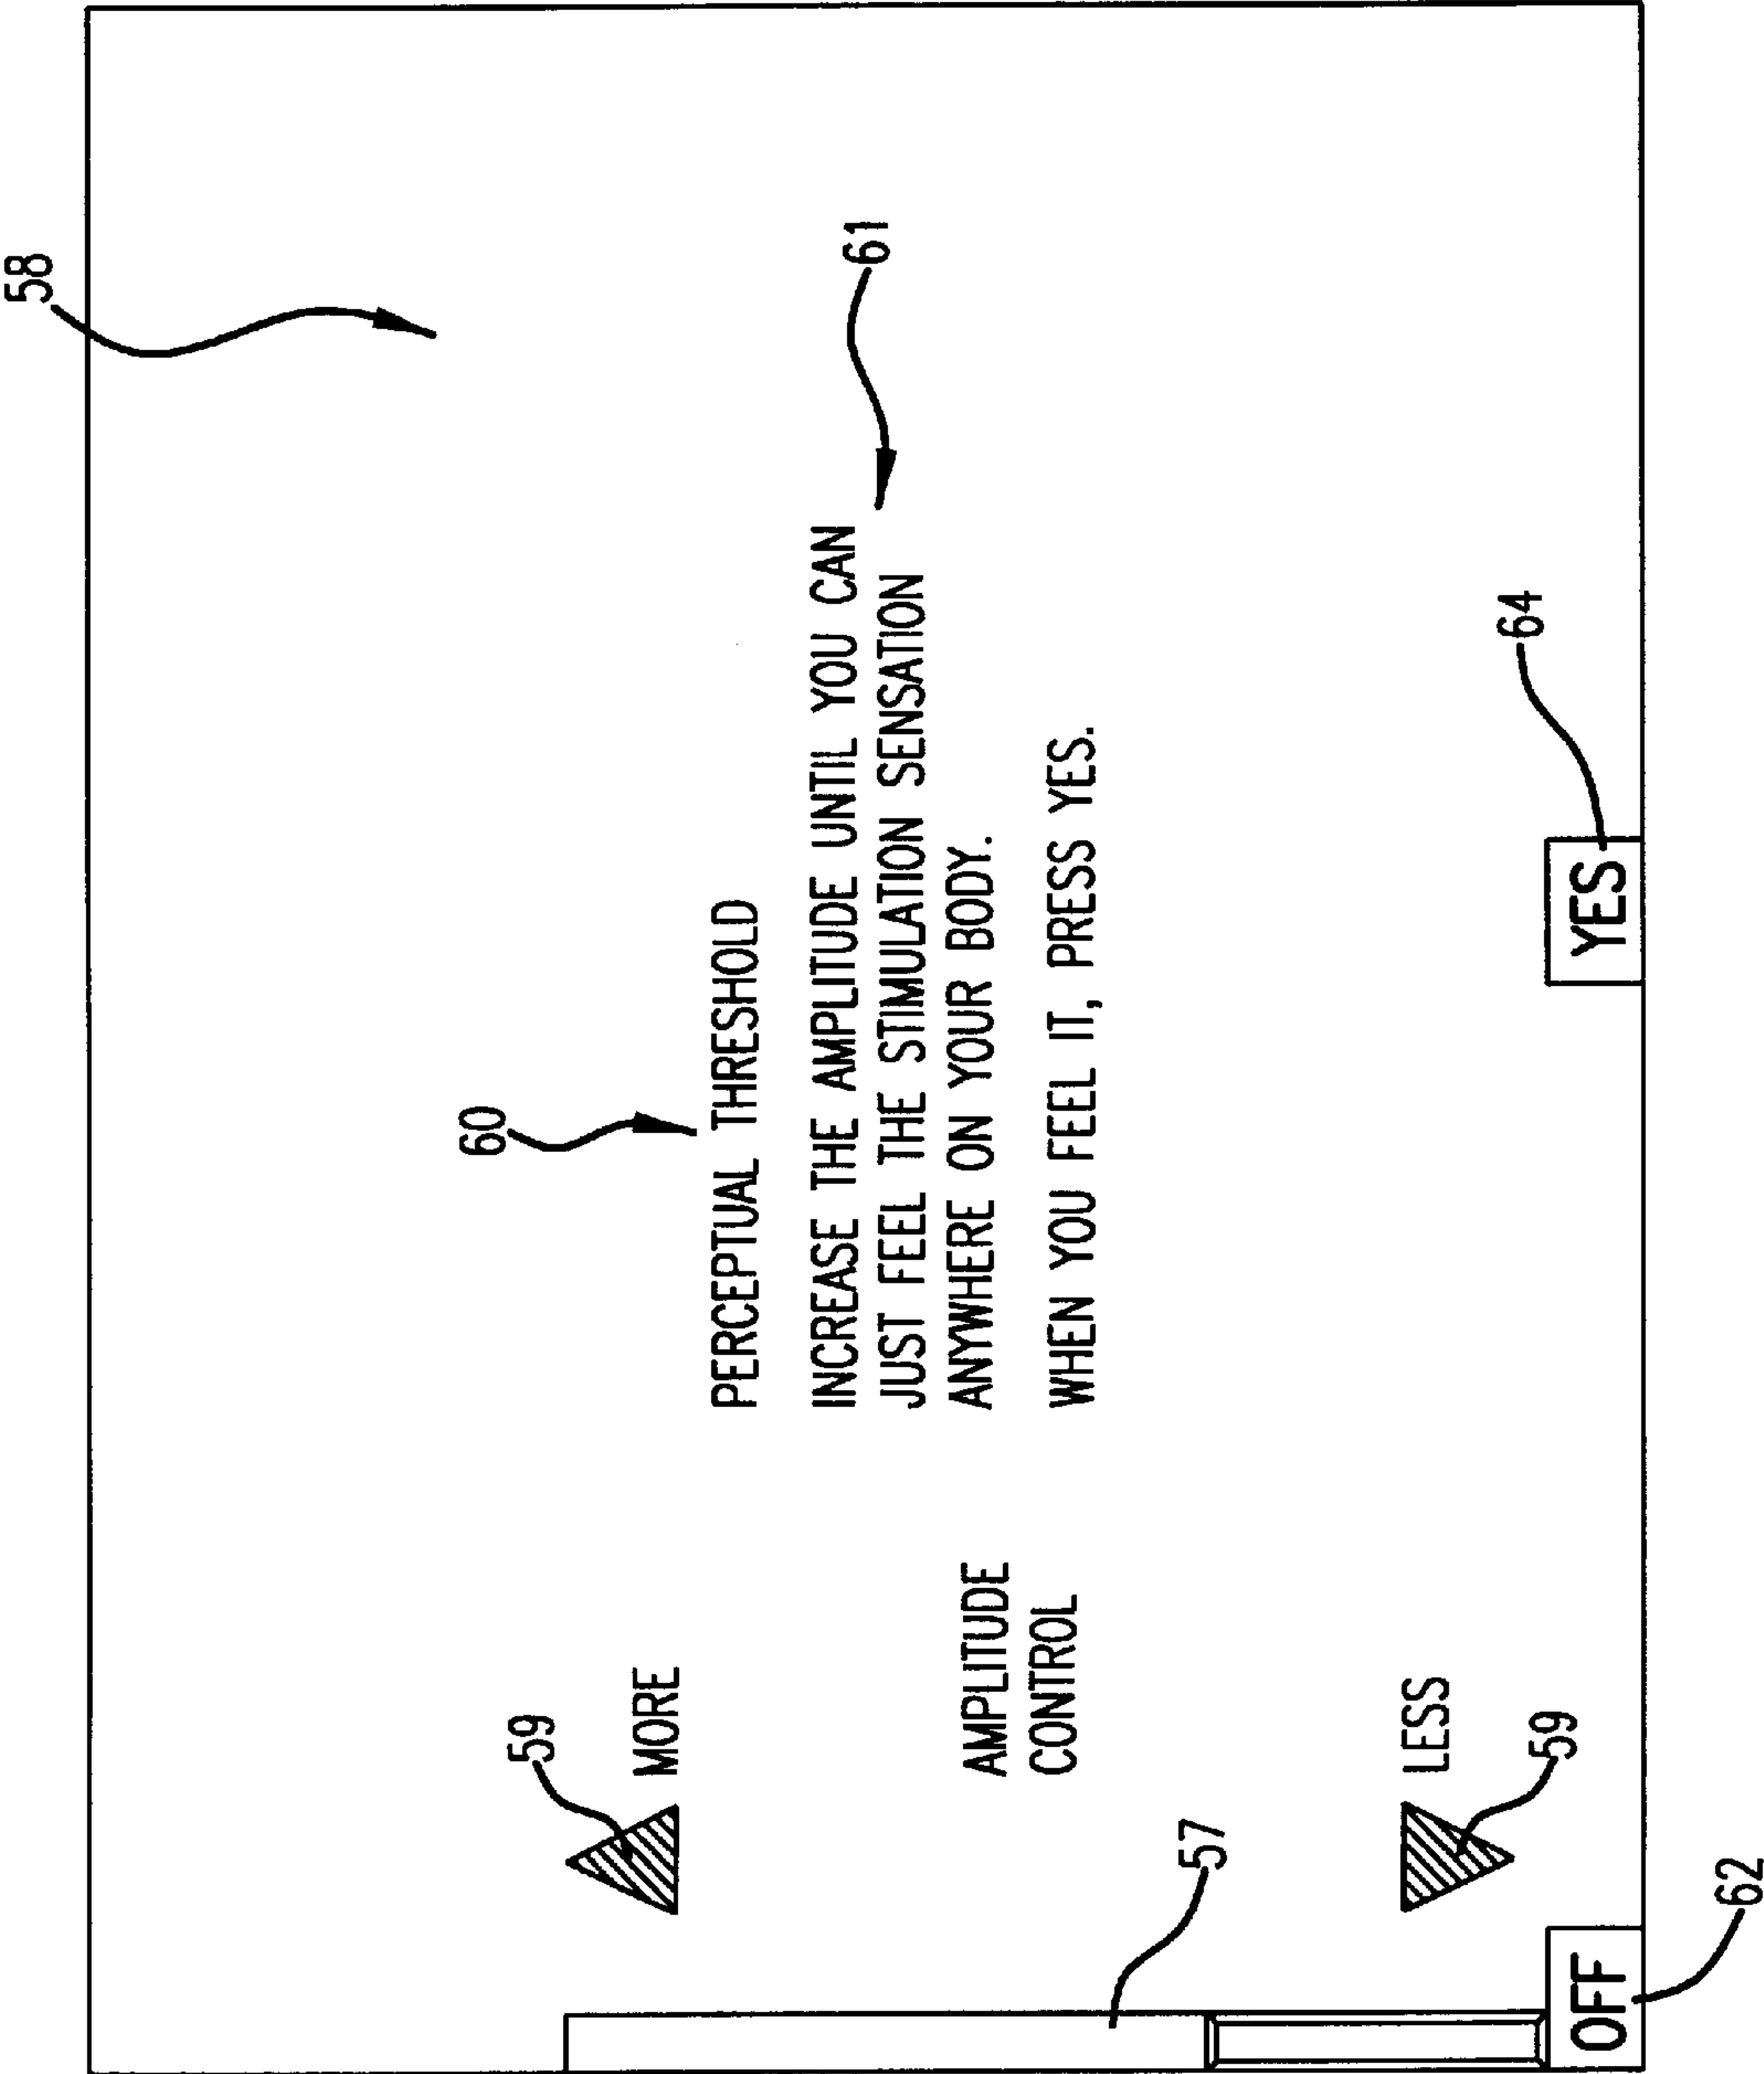 58
60
61
59
MORE
PERCEPTUAL THRESHOLD
INCREASE THE AMPLITUDE UNTIL YOU CAN
JUST FEEL THE STIMULATION SENSATION
ANYWHERE ON YOUR BODY.
WHEN YOU FEEL IT, PRESS YES.
AMPLITUDE
CONTROL
57
LESS
59
64
OFF
YES
62